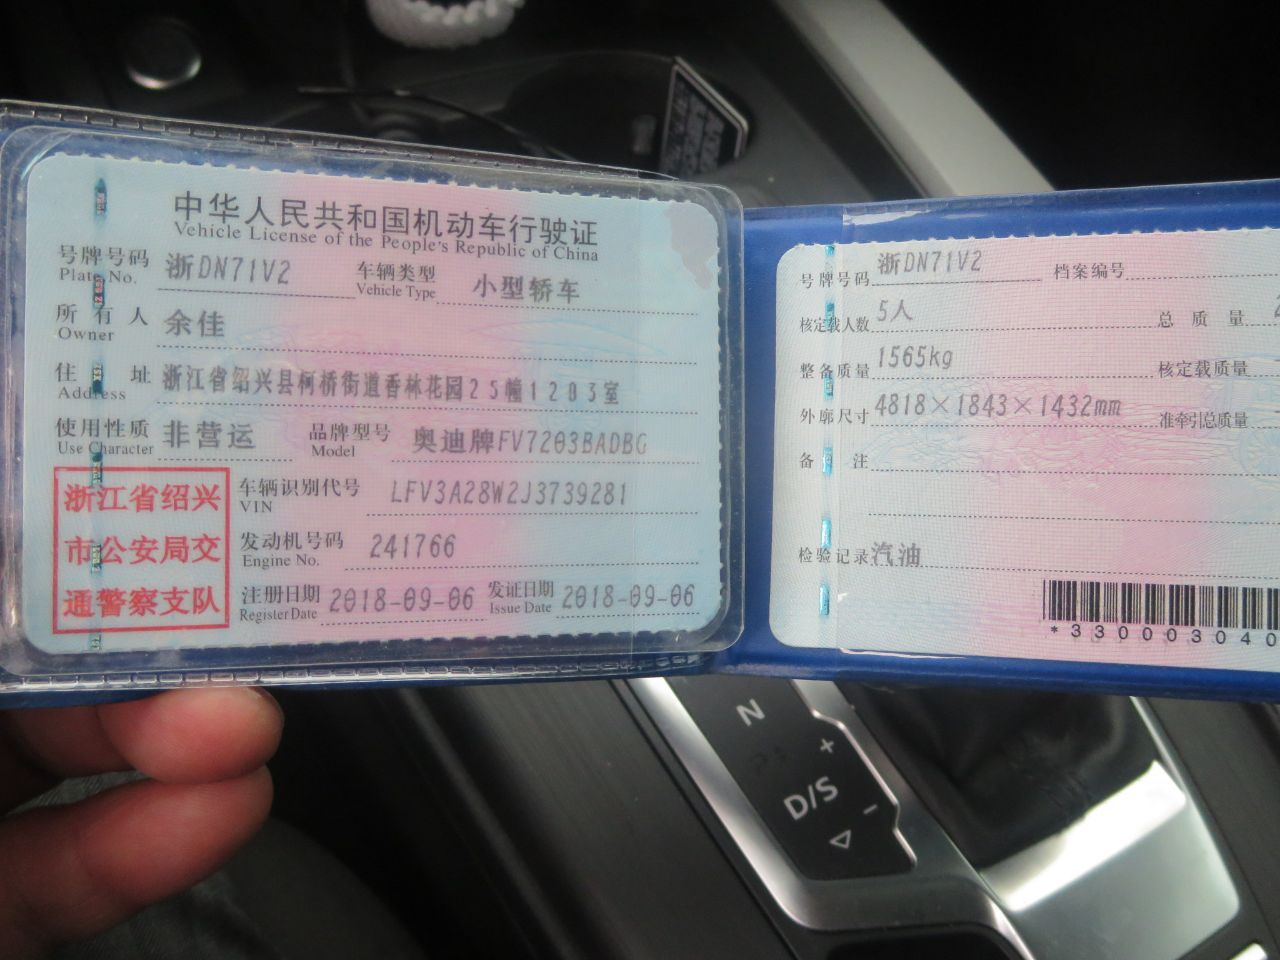 中华人民共和国机动车行驶证
Vehicle License of the People's Republic of China
号牌号码 浙DN71V2 车辆类型 小型轿车
Plate No. Vehicle Type
所有人 余佳
Owner
住址 浙江省绍兴县柯桥街道香林花园25幢1203室
Address
使用性质 非营运 品牌型号 奥迪牌FV7203BADBG
Use Character Model
浙江省绍兴
市公安局交
通警察支队
车辆识别代号 LFV3A28W2J3739281
VIN
发动机号码 241766
Engine No.
注册日期 2018-09-06 发证日期 2018-09-06
Register Date Issue Date
号牌号码 浙DN71V2 档案编号
核定载人数 5人 总质量
整备质量 1565kg 核定载质量
外廓尺寸 4818×1843×1432mm 准牵引总质量
备注
检验记录 汽油
*330003040
N
+
D/S
-